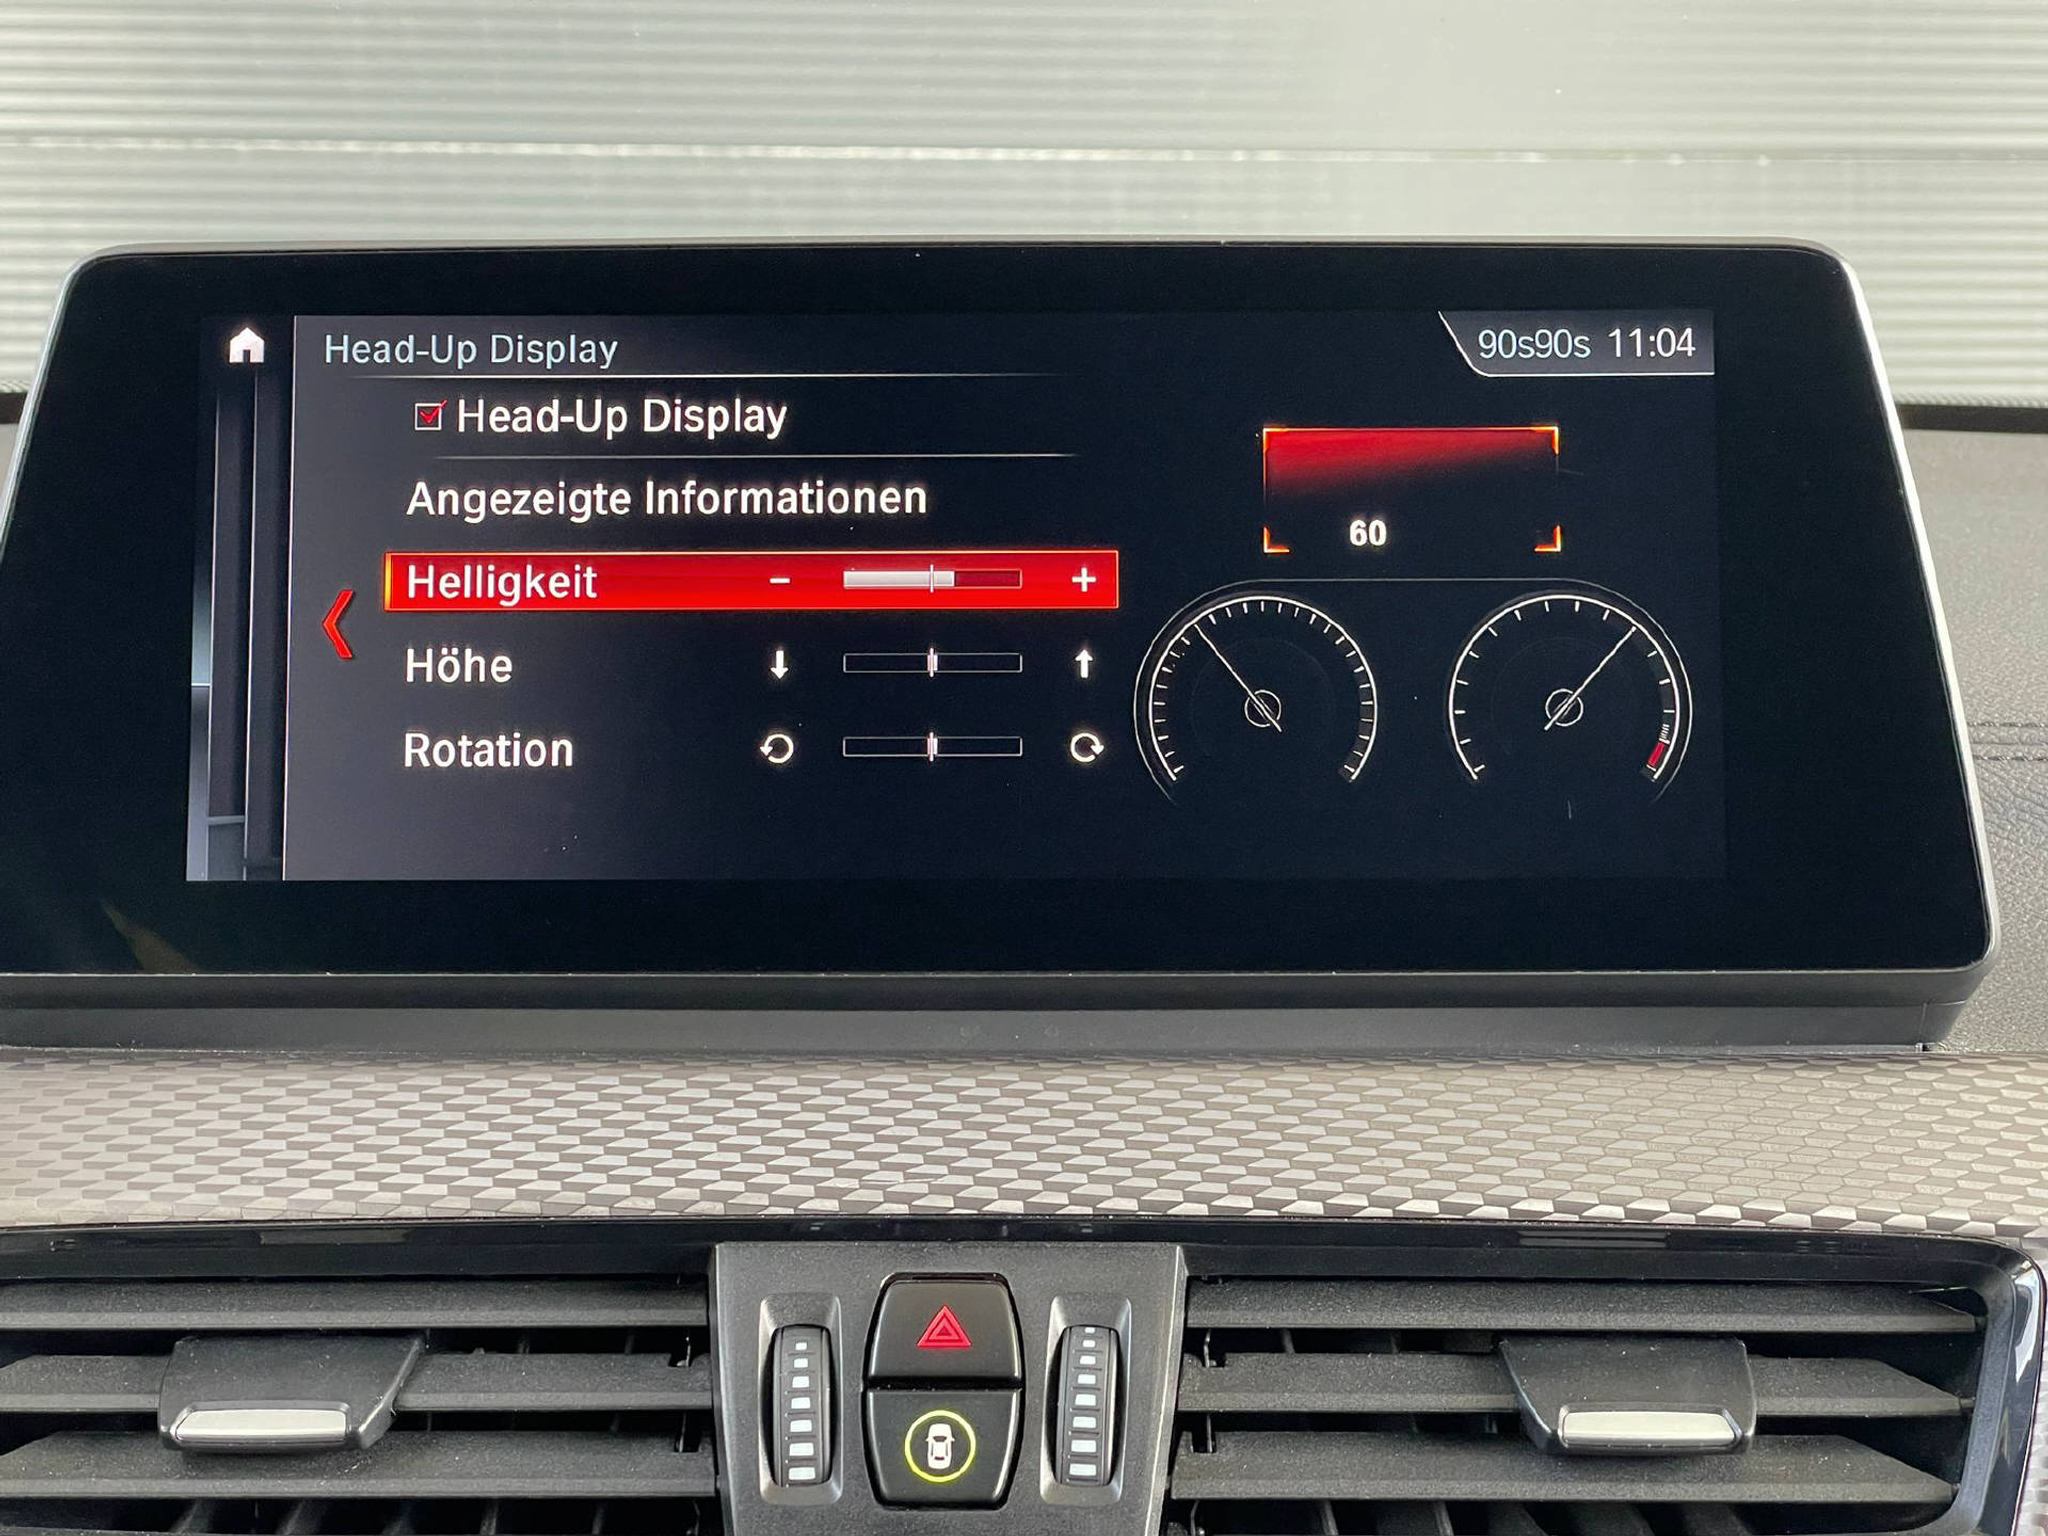 Head-Up Display
90s90s 11:04
Head-Up Display
Angezeigte Informationen
Helligkeit - +
Höhe
Rotation
60